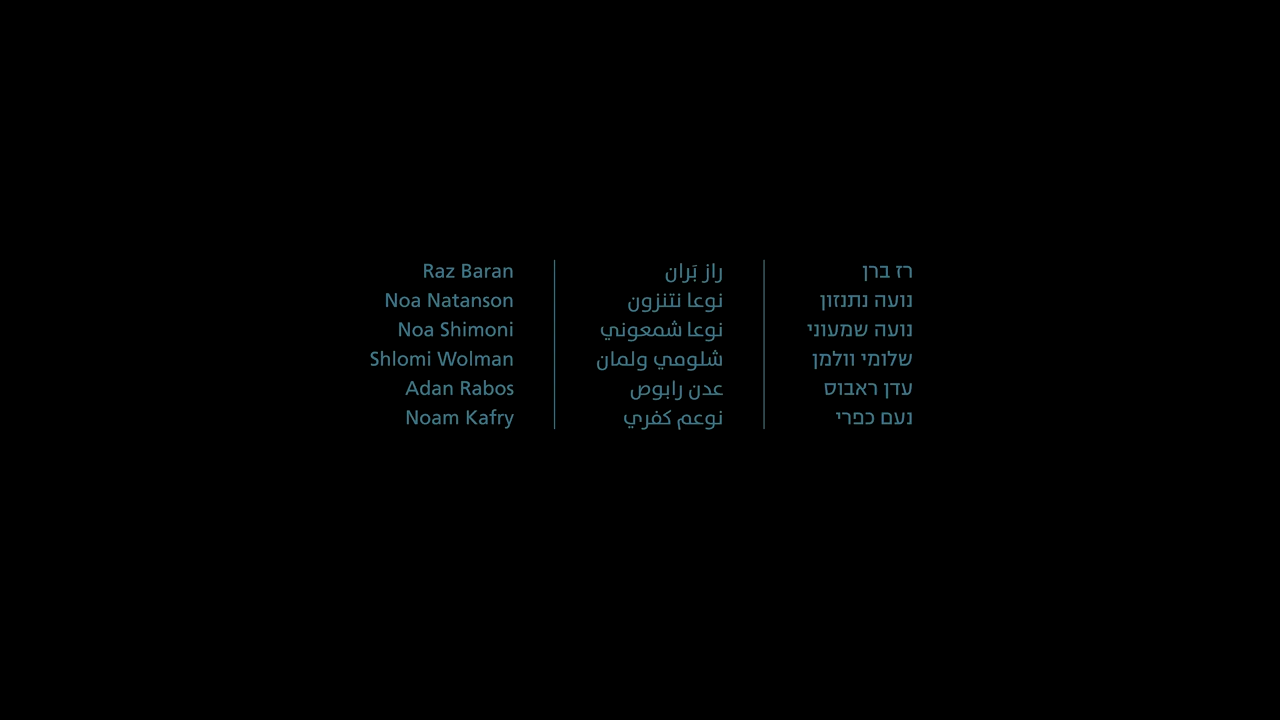 Raz Baran
Noa Natanson
Noa Shimoni
Shlomi Wolman
Adan Rabos
Noam Kafry
راز بَران
نوعا نتنزون
نوعا شمعوني
شلومي ولمان
عدن رابوص
نوعم كفري
רז ברן
נועה נתנזון
נועה שמעוני
שלומי וולמן
עדן ראבוס
נעם כפרי